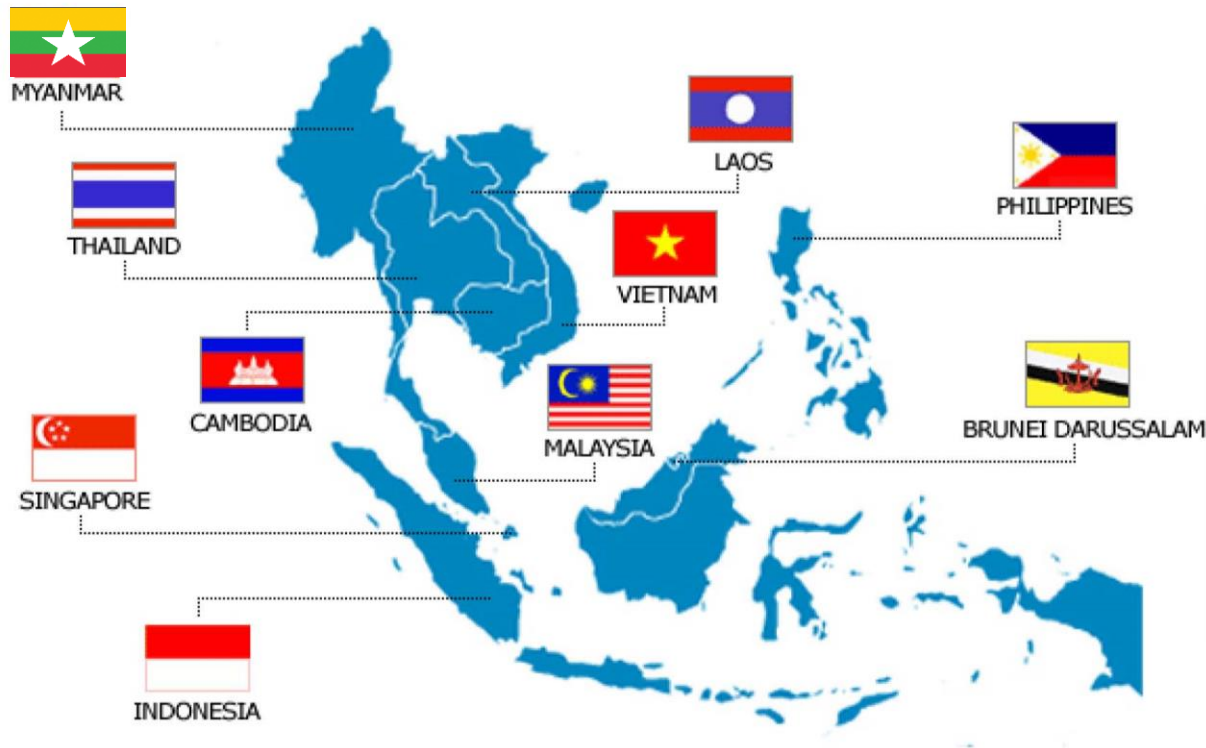 MYANMAR
LAOS
PHILIPPINES
THAILAND
VIETNAM
CAMBODIA
MALAYSIA
BRUNEI DARUSSALAM
SINGAPORE
INDONESIA